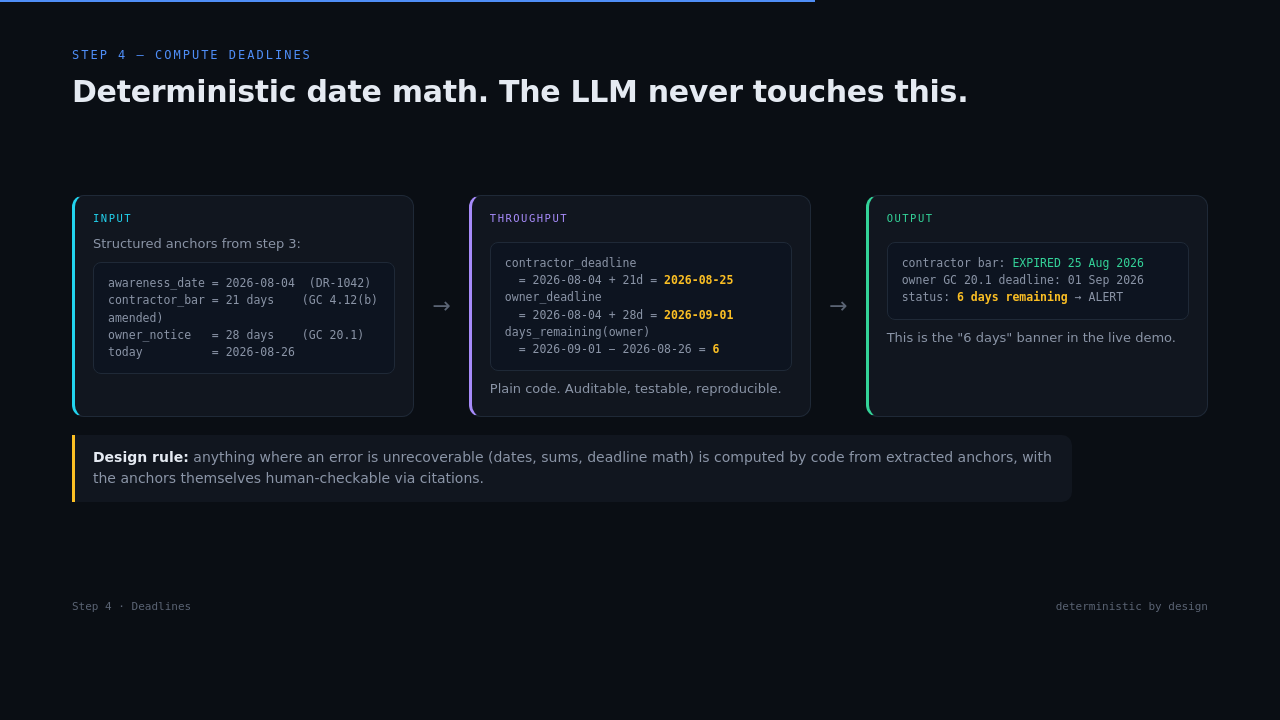 STEP 4 — COMPUTE DEADLINES
Deterministic date math. The LLM never touches this.
INPUT
Structured anchors from step 3:
awareness_date = 2026-08-04  (DR-1042)
contractor_bar = 21 days    (GC 4.12(b)
amended)
owner_notice   = 28 days    (GC 20.1)
today          = 2026-08-26
→
THROUGHPUT
contractor_deadline
  = 2026-08-04 + 21d = 2026-08-25
owner_deadline
  = 2026-08-04 + 28d = 2026-09-01
days_remaining(owner)
  = 2026-09-01 − 2026-08-26 = 6
Plain code. Auditable, testable, reproducible.
→
OUTPUT
contractor bar: EXPIRED 25 Aug 2026
owner GC 20.1 deadline: 01 Sep 2026
status: 6 days remaining → ALERT
This is the "6 days" banner in the live demo.
Design rule: anything where an error is unrecoverable (dates, sums, deadline math) is computed by code from extracted anchors, with
the anchors themselves human-checkable via citations.
Step 4 · Deadlines
deterministic by design